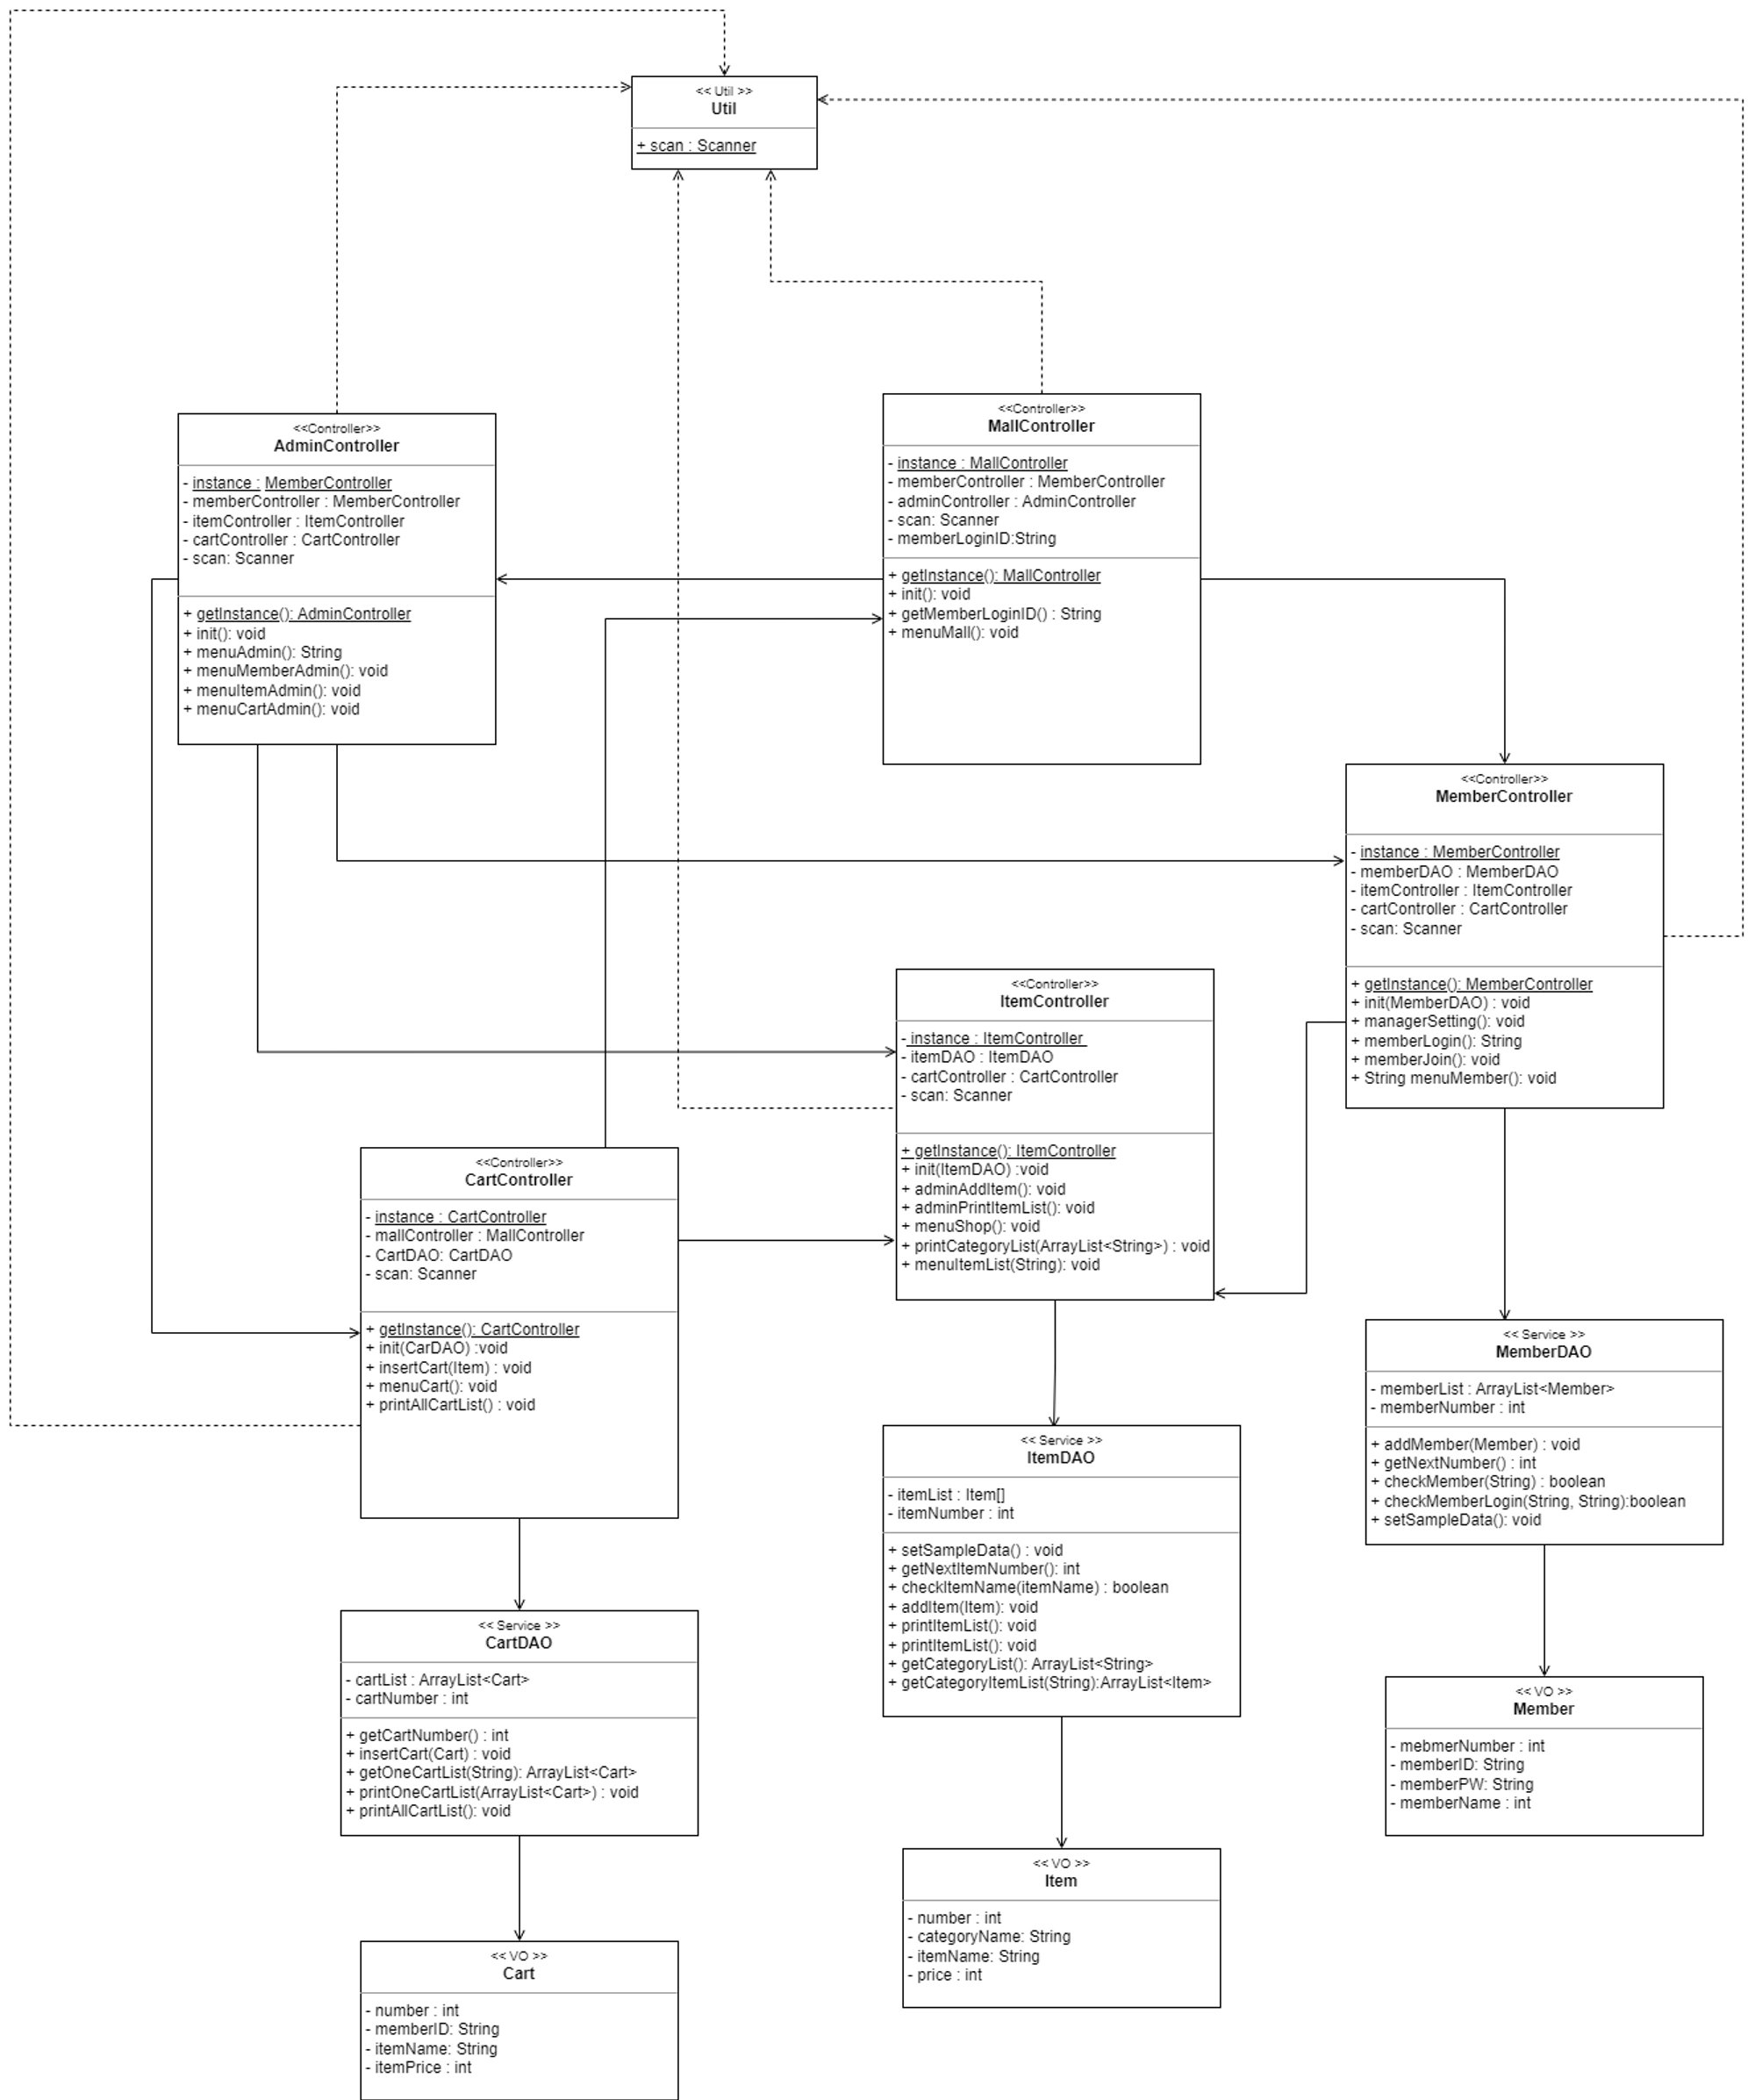 << Util >>
Util
+ scan : Scanner
<<Controller>>
AdminController
- instance : MemberController
- memberController : MemberController
- itemController : ItemController
- cartController : CartController
- scan: Scanner
+ getInstance(): AdminController
+ init(): void
+ menuAdmin(): String
+ menuMemberAdmin(): void
+ menuItemAdmin(): void
+ menuCartAdmin(): void
<<Controller>>
MallController
- instance : MallController
- memberController : MemberController
- adminController : AdminController
- scan: Scanner
- memberLoginID:String
+ getInstance(): MallController
+ init(): void
+ getMemberLoginID() : String
+ menuMall(): void
<<Controller>>
MemberController
- instance : MemberController
- memberDAO : MemberDAO
- itemController : ItemController
- cartController : CartController
- scan: Scanner
+ getInstance(): MemberController
+ init(MemberDAO) : void
+ managerSetting(): void
+ memberLogin(): String
+ memberJoin(): void
+ String menuMember(): void
<<Controller>>
ItemController
- instance : ItemController
- itemDAO : ItemDAO
- cartController : CartController
- scan: Scanner
+ getInstance(): ItemController
+ init(ItemDAO) :void
+ adminAddItem(): void
+ adminPrintItemList(): void
+ menuShop(): void
+ printCategoryList(ArrayList<String>) : void
+ menuItemList(String): void
<<Controller>>
CartController
- instance : CartController
- mallController : MallController
- CartDAO: CartDAO
- scan: Scanner
+ getInstance(): CartController
+ init(CarDAO) :void
+ insertCart(Item) : void
+ menuCart(): void
+ printAllCartList() : void
<< Service >>
MemberDAO
- memberList : ArrayList<Member>
- memberNumber : int
+ addMember(Member) : void
+ getNextNumber() : int
+ checkMember(String) : boolean
+ checkMemberLogin(String, String):boolean
+ setSampleData(): void
<< Service >>
ItemDAO
- itemList : Item[]
- itemNumber : int
+ setSampleData() : void
+ getNextItemNumber(): int
+ checkItemName(itemName) : boolean
+ addItem(Item): void
+ printItemList(): void
+ printItemList(): void
+ getCategoryList(): ArrayList<String>
+ getCategoryItemList(String):ArrayList<Item>
<< Service >>
CartDAO
- cartList : ArrayList<Cart>
- cartNumber : int
+ getCartNumber() : int
+ insertCart(Cart) : void
+ getOneCartList(String): ArrayList<Cart>
+ printOneCartList(ArrayList<Cart>) : void
+ printAllCartList(): void
<< VO >>
Member
- mebmerNumber : int
- memberID: String
- memberPW: String
- memberName : int
<< VO >>
Item
- number : int
- categoryName: String
- itemName: String
- price : int
<< VO >>
Cart
- number : int
- memberID: String
- itemName: String
- itemPrice : int